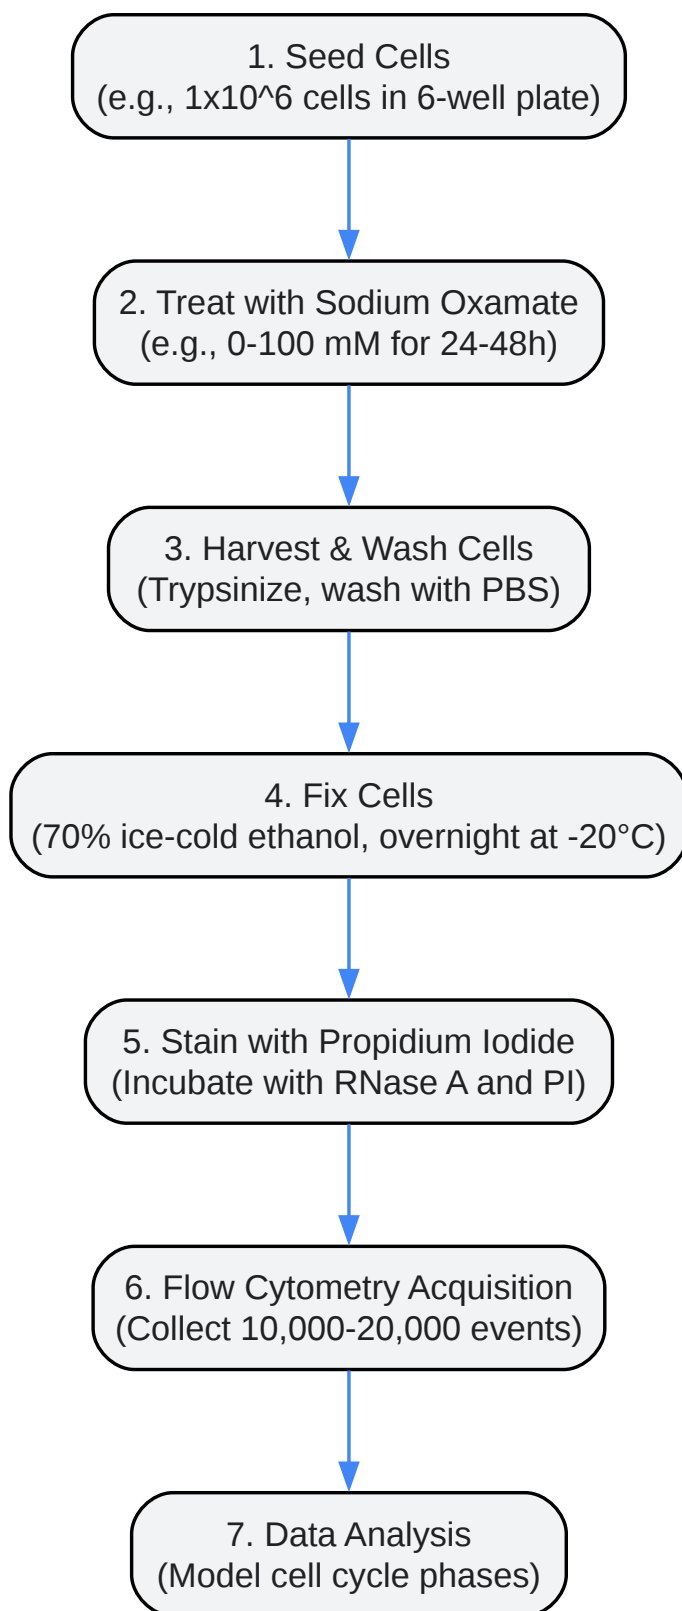 1. Seed Cells
(e.g., 1x10^6 cells in 6-well plate)
2. Treat with Sodium Oxamate
(e.g., 0-100 mM for 24-48h)
3. Harvest & Wash Cells
(Trypsinize, wash with PBS)
4. Fix Cells
(70% ice-cold ethanol, overnight at -20°C)
5. Stain with Propidium Iodide
(Incubate with RNase A and PI)
6. Flow Cytometry Acquisition
(Collect 10,000-20,000 events)
7. Data Analysis
(Model cell cycle phases)